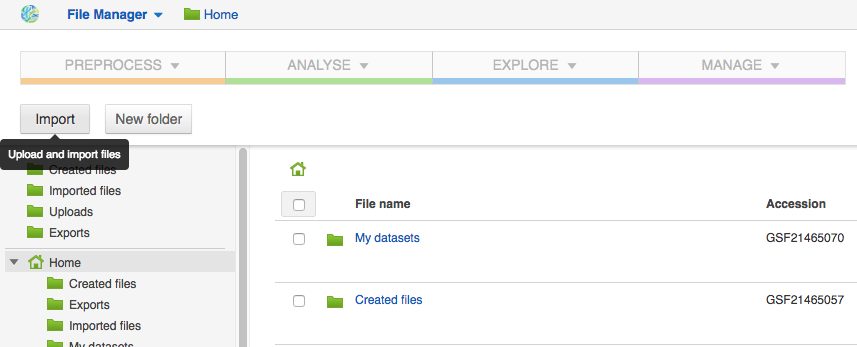 File Manager Home
PREPROCESS ANALYSE EXPLORE MANAGE
Import New folder
Upload and import files
Created files
Imported files
Uploads
Exports
Home
Created files
Exports
Imported files
My datasets
File name Accession
My datasets GSF21465070
Created files GSF21465057